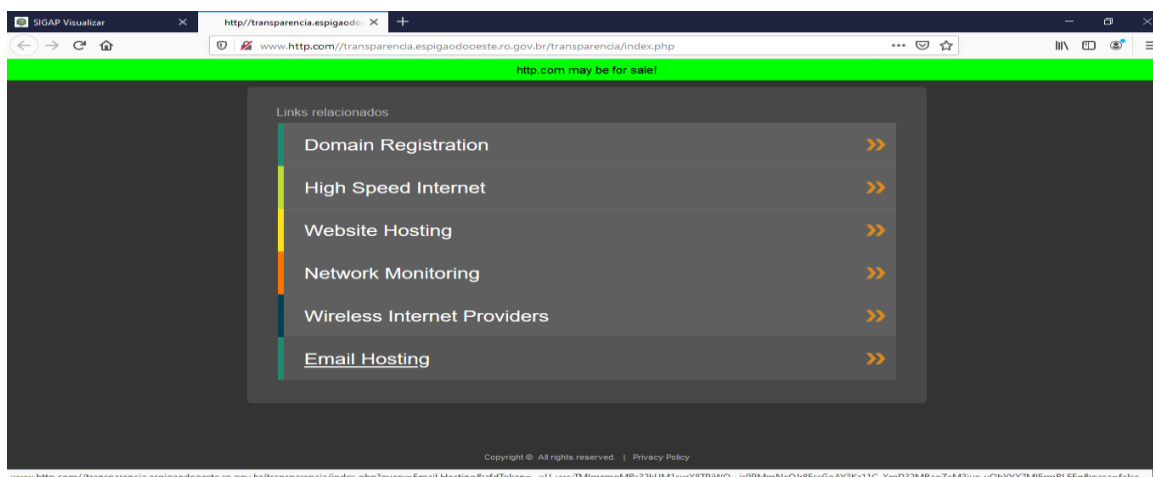 SIGAP Visualizar
http//transparencia.espigaodo
www.http.com//transparencia.espigaodooeste.ro.gov.br/transparencia/index.php
http.com may be for sale!
Links relacionados
Domain Registration
High Speed Internet
Website Hosting
Network Monitoring
Wireless Internet Providers
Email Hosting
Copyright © All rights reserved. | Privacy Policy